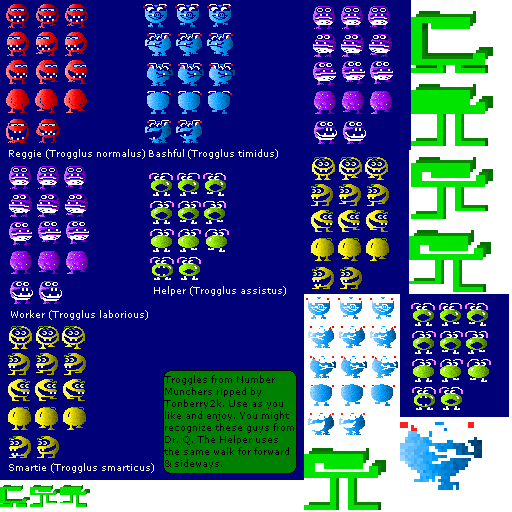 Reggie (Trogglus normalus) Bashful (Trogglus timidus)
Helper (Trogglus assistus)
Worker (Trogglus laborious)
Troggles from Number
Munchers ripped by
Tonberry2k. Use as you
like and enjoy. You might
recognize these guys from
Dr. Q. The Helper uses
the same walk for forward
& sideways.
Smartie (Trogglus smarticus)